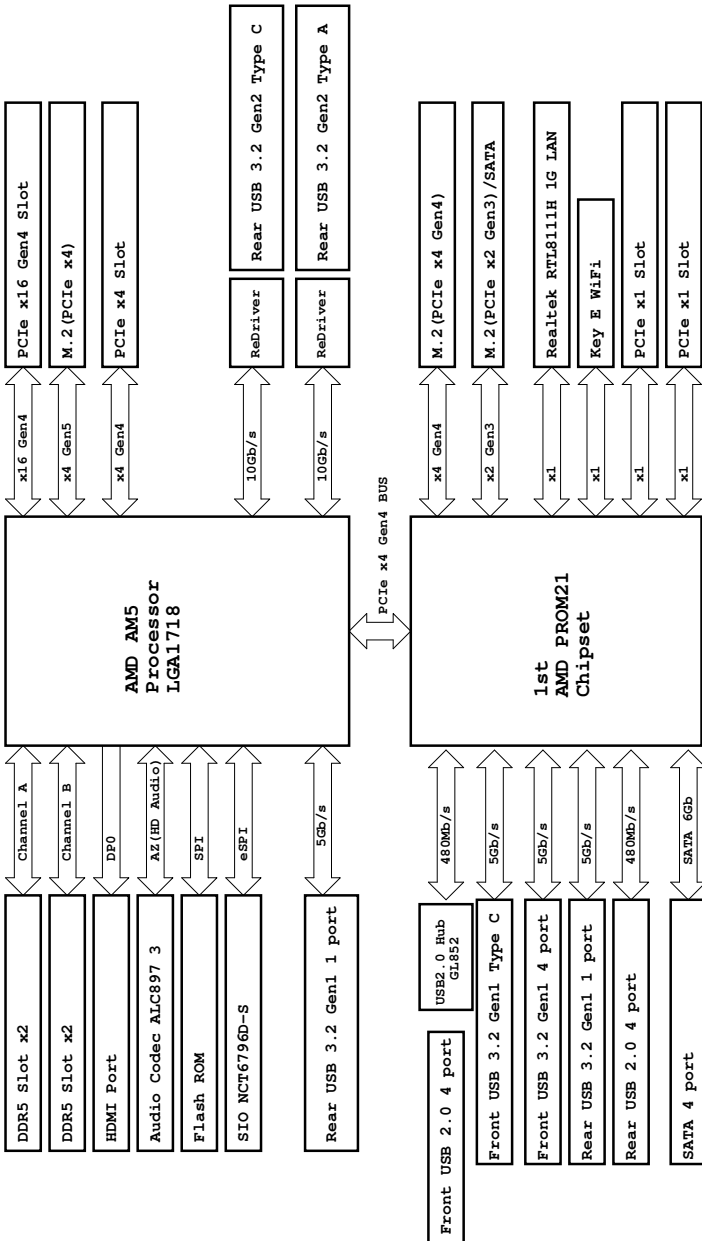 DDR5 Slot x2
Channel A
DDR5 Slot x2
Channel B
HDMI Port
DP0
Audio Codec ALC897 3
AZ(HD Audio)
Flash ROM
SPI
SIO NCT6796D-S
eSPI
Rear USB 3.2 Gen1 1 port
5Gb/s
AMD AM5
Processor
LGA1718
x16 Gen4
PCIe x16 Gen4 Slot
x4 Gen5
M.2(PCIe x4)
x4 Gen4
PCIe x4 Slot
10Gb/s
ReDriver
Rear USB 3.2 Gen2 Type C
10Gb/s
ReDriver
Rear USB 3.2 Gen2 Type A
PCIe x4 Gen4 BUS
Front USB 2.0 4 port
USB2.0 Hub
GL852
480Mb/s
Front USB 3.2 Gen1 Type C
5Gb/s
Front USB 3.2 Gen1 4 port
5Gb/s
Rear USB 3.2 Gen1 1 port
5Gb/s
Rear USB 2.0 4 port
480Mb/s
SATA 4 port
SATA 6Gb
1st
AMD PROM21
Chipset
x4 Gen4
M.2(PCIe x4 Gen4)
x2 Gen3
M.2(PCIe x2 Gen3)/SATA
x1
Realtek RTL8111H 1G LAN
x1
Key E WiFi
x1
PCIe x1 Slot
x1
PCIe x1 Slot